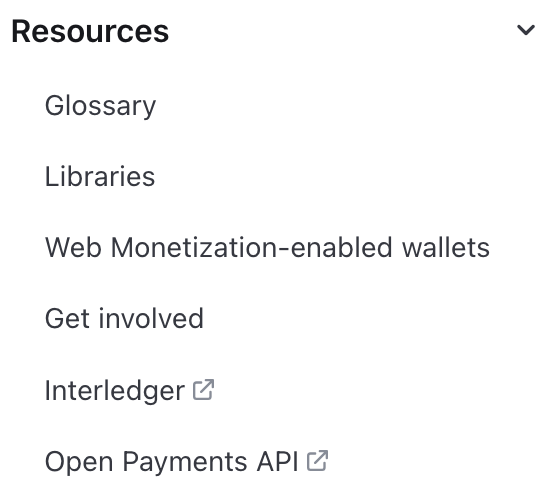 Resources
Glossary
Libraries
Web Monetization-enabled wallets
Get involved
Interledger
Open Payments API